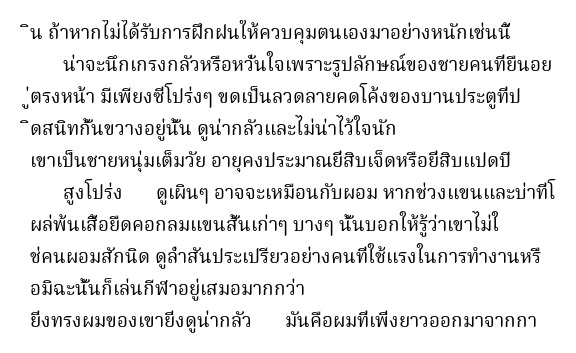 ิน ถ้าหากไม่ได้รับการฝึกฝนให้ควบคุมตนเองมาอย่างหนักเช่นนี้
น่าจะนึกเกรงกลัวหรือหวั่นใจเพราะรูปลักษณ์ของชายคนที่ยืนอย
ู่ตรงหน้า มีเพียงซี่โปร่งๆ ขดเป็นลวดลายคดโค้งของบานประตูที่ป
ิดสนิทกั้นขวางอยู่นั้น ดูน่ากลัวและไม่น่าไว้ใจนัก
เขาเป็นชายหนุ่มเต็มวัย อายุคงประมาณยี่สิบเจ็ดหรือยี่สิบแปดปี
สูงโปร่ง ดูเผินๆ อาจจะเหมือนกับผอม หากช่วงแขนและบ่าที่โ
ผล่พ้นเสื้อยืดคอกลมแขนสั้นเก่าๆ บางๆ นั้นบอกให้รู้ว่าเขาไม่ใ
ช่คนผอมสักนิด ดูล่ำสันประเปรียวอย่างคนที่ใช้แรงในการทำงานหรื
อมิฉะนั้นก็เล่นกีฬาอยู่เสมอมากกว่า
ยิ่งทรงผมของเขายิ่งดูน่ากลัว มันคือผมที่เพิ่งยาวออกมาจากกา